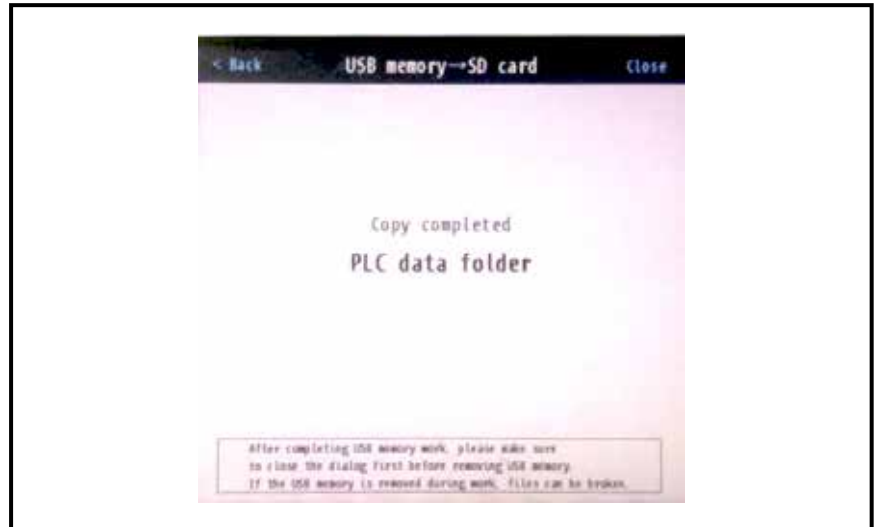 < Back USB memory→SD card Close
Copy completed
PLC data folder
After completing USB memory work, please make sure
to close the dialog first before removing USB memory.
If the USB memory is removed during work, files can be broken.